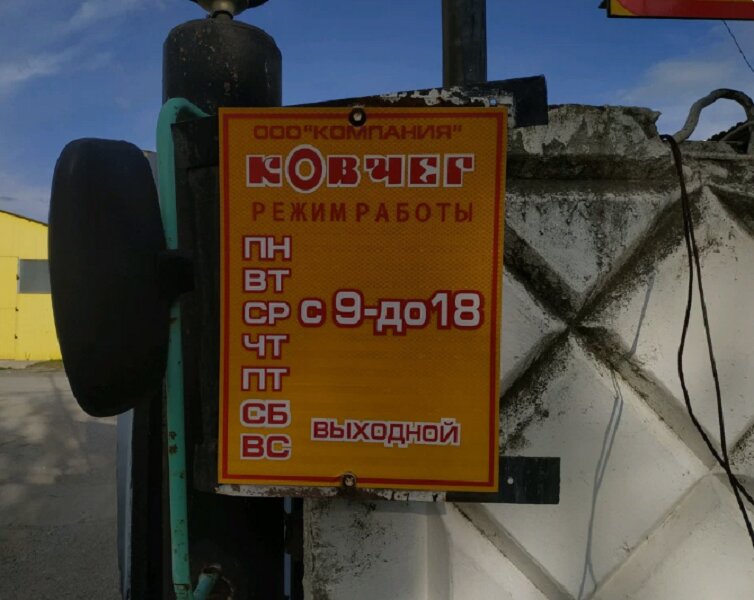 ООО"КОМПАНИЯ"
КОВЧЕГ
РЕЖИМ РАБОТЫ
ПН
ВТ
СР с 9-до18
ЧТ
ПТ
СБ
ВС ВЫХОДНОЙ